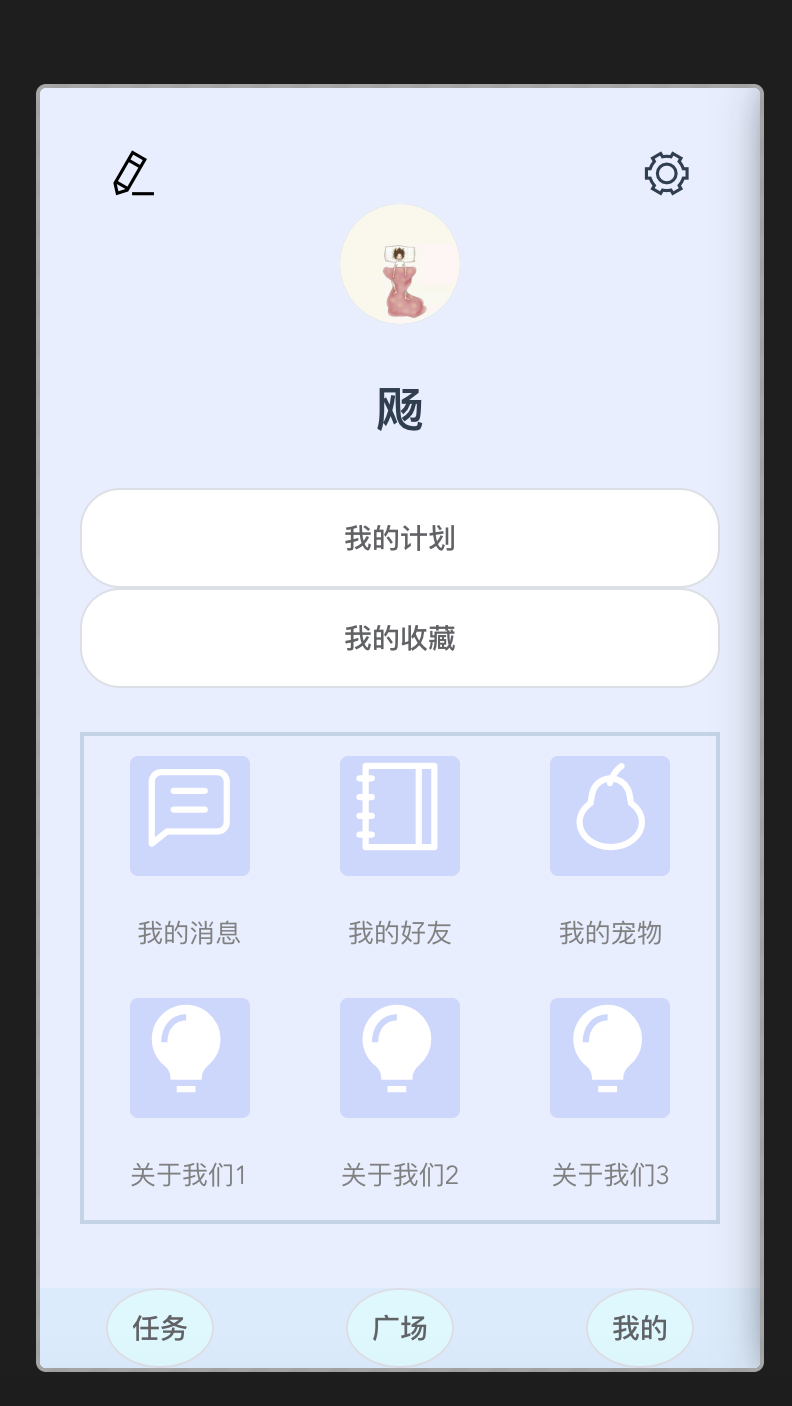 飏
我的计划
我的收藏
我的消息 我的好友 我的宠物
关于我们1 关于我们2 关于我们3
任务 广场 我的